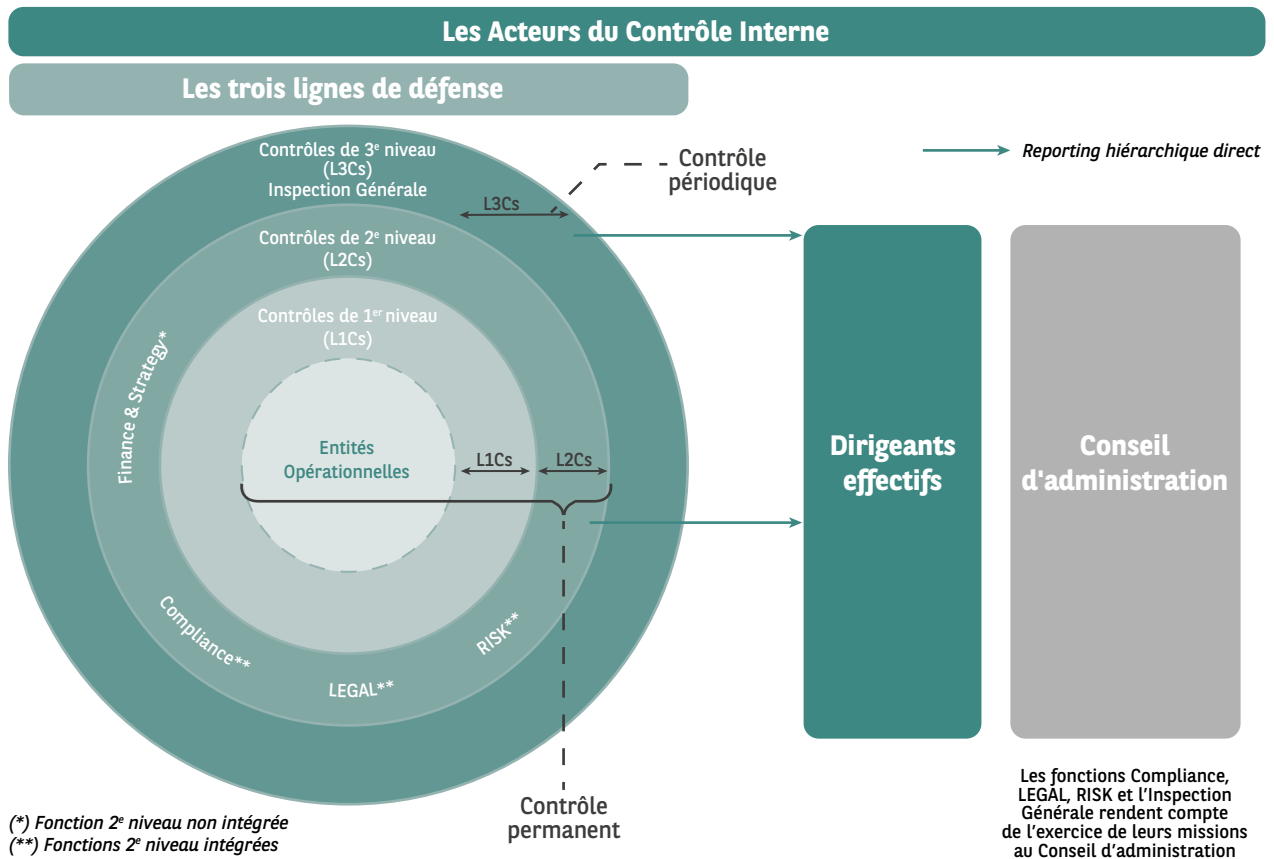 Les Acteurs du Contrôle Interne
Les trois lignes de défense
Contrôles de 3e niveau
(L3Cs)
Inspection Générale
Contrôle
périodique
Reporting hiérarchique direct
L3Cs
Contrôles de 2e niveau
(L2Cs)
Contrôles de 1er niveau
(L1Cs)
Finance & Strategy*
Entités
Opérationnelles
L1Cs
L2Cs
Dirigeants
effectifs
Conseil
d'administration
Compliance**
LEGAL**
RISK**
Contrôle
permanent
(*) Fonction 2e niveau non intégrée
(**) Fonctions 2e niveau intégrées
Les fonctions Compliance,
LEGAL, RISK et l’Inspection
Générale rendent compte
de l’exercice de leurs missions
au Conseil d’administration